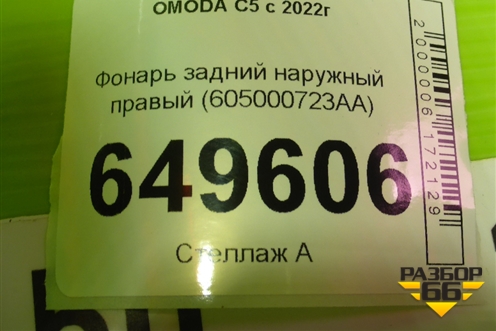 OMODA C5 с 2022г
Фонарь задний наружный
правый (605000723AA)
649606
Стеллаж А
2000006172129
РАЗБОР
66